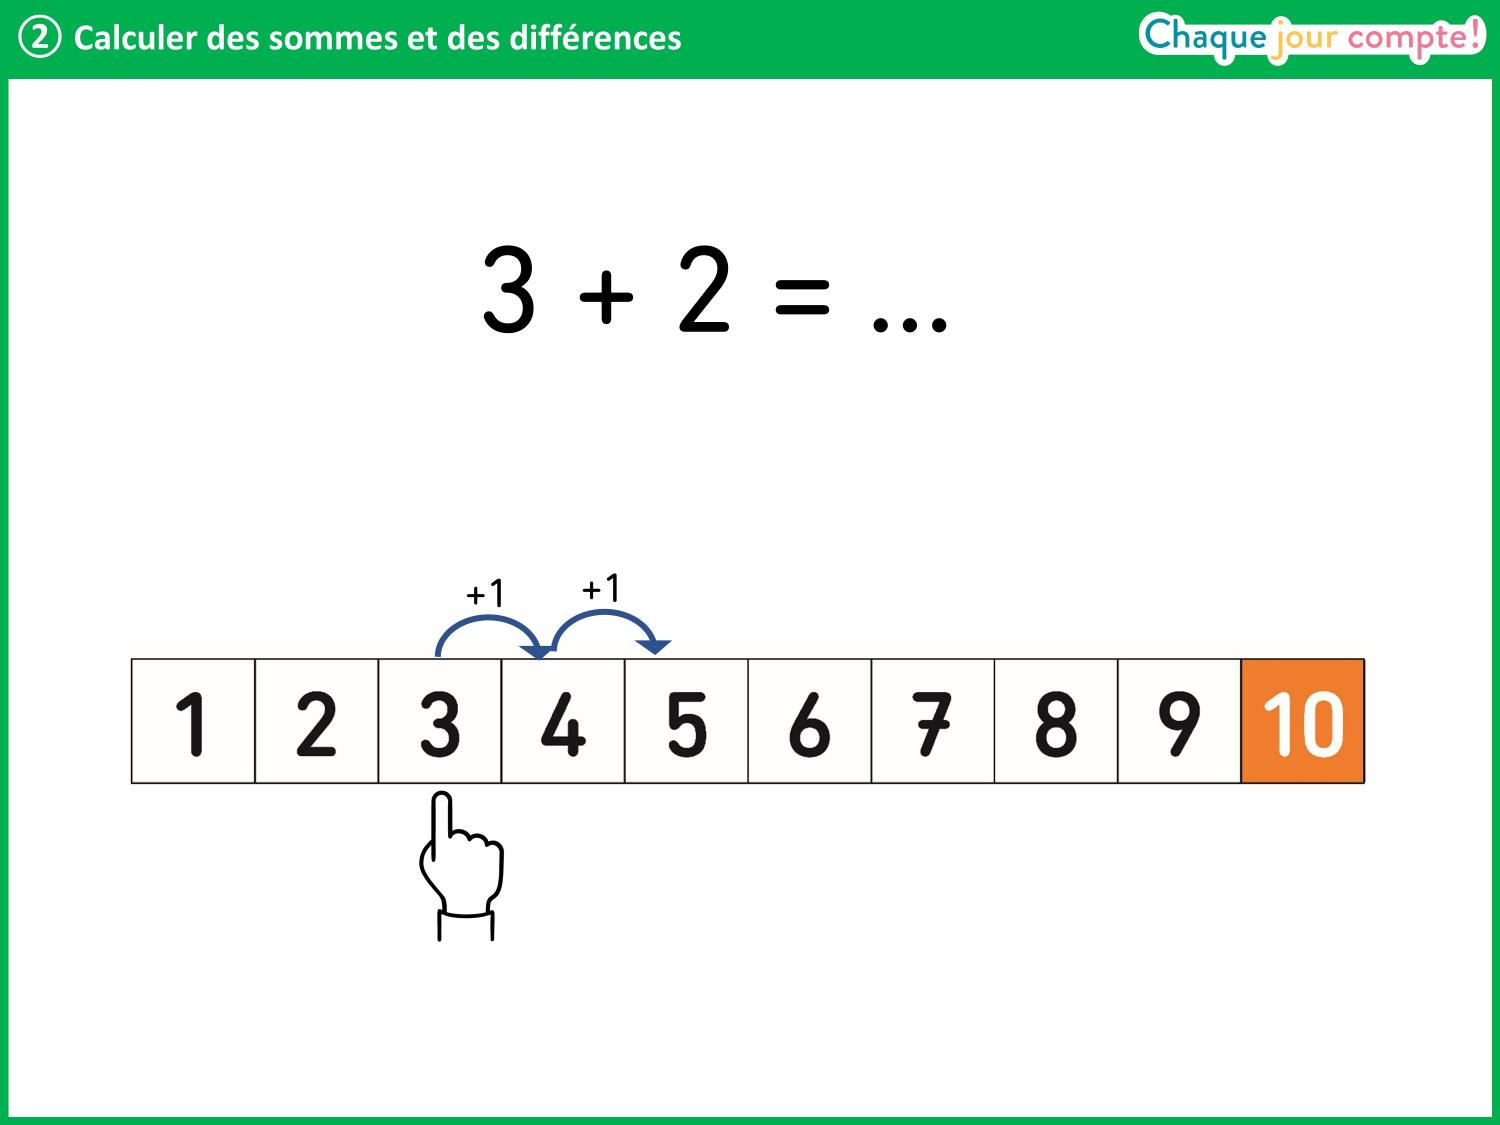 ② Calculer des sommes et des différences
Chaque jour compte!
3 + 2 = ...
+1 +1
1 2 3 4 5 6 7 8 9 10